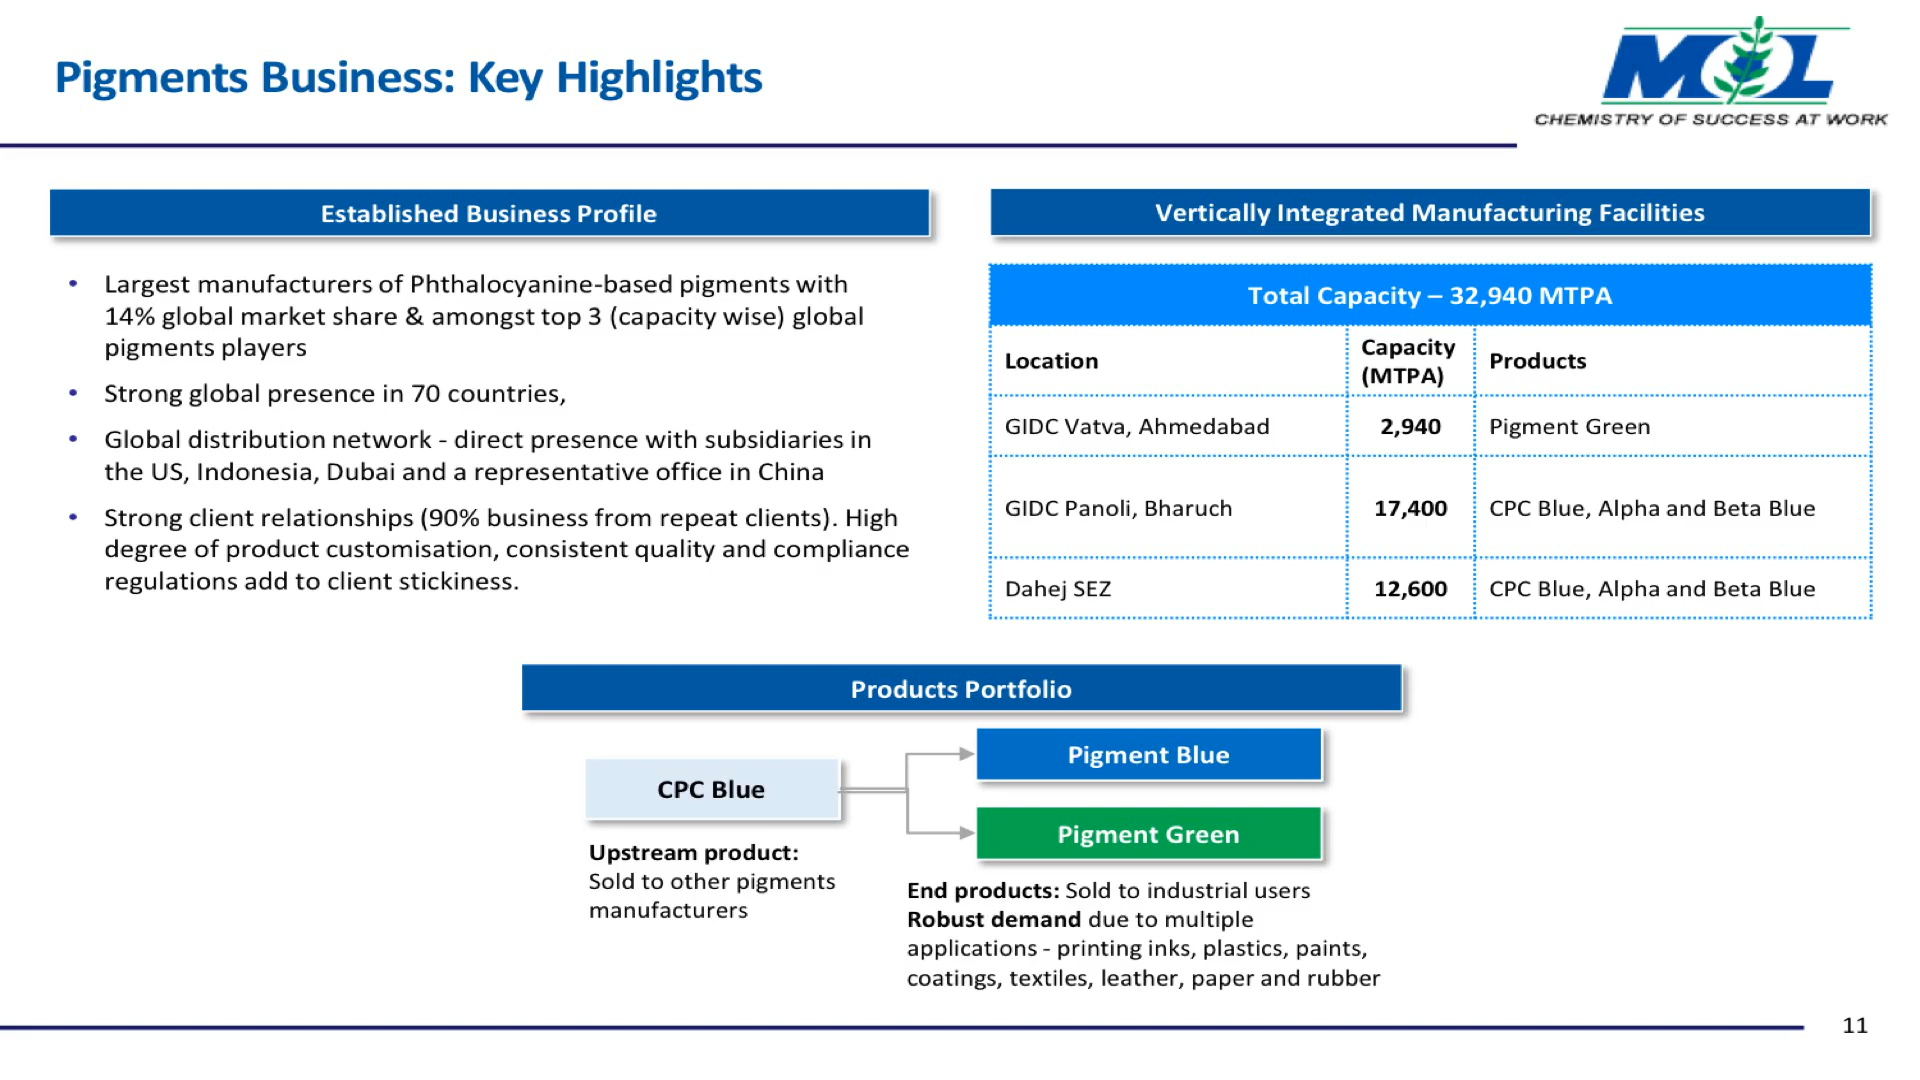 Pigments Business: Key Highlights
MOL
CHEMISTRY OF SUCCESS AT WORK
Established Business Profile
• Largest manufacturers of Phthalocyanine-based pigments with
14% global market share & amongst top 3 (capacity wise) global
pigments players
• Strong global presence in 70 countries,
• Global distribution network - direct presence with subsidiaries in
the US, Indonesia, Dubai and a representative office in China
• Strong client relationships (90% business from repeat clients). High
degree of product customisation, consistent quality and compliance
regulations add to client stickiness.
Vertically Integrated Manufacturing Facilities
Total Capacity – 32,940 MTPA
Location Capacity (MTPA) Products
GIDC Vatva, Ahmedabad 2,940 Pigment Green
GIDC Panoli, Bharuch 17,400 CPC Blue, Alpha and Beta Blue
Dahej SEZ 12,600 CPC Blue, Alpha and Beta Blue
Products Portfolio
CPC Blue
Upstream product:
Sold to other pigments
manufacturers
Pigment Blue
Pigment Green
End products: Sold to industrial users
Robust demand due to multiple
applications - printing inks, plastics, paints,
coatings, textiles, leather, paper and rubber
11